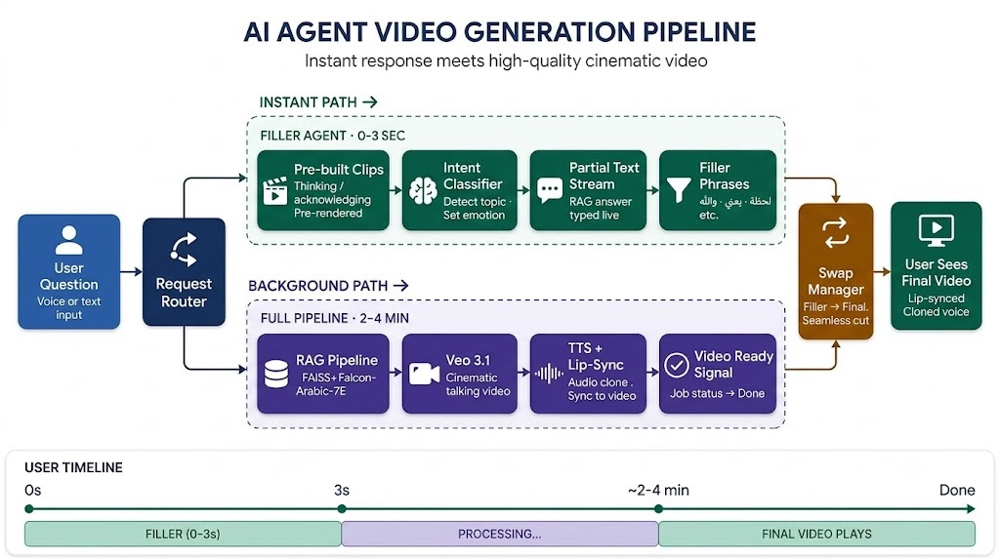 AI AGENT VIDEO GENERATION PIPELINE
Instant response meets high-quality cinematic video
INSTANT PATH →
FILLER AGENT · 0-3 SEC
Pre-built Clips
Thinking /
acknowiedging
Pre-rendered
Intent
Classifier
Detect topic ·
Set emotion
Partial Text
Stream
RAG answer
typed live
Filler
Phrases
لحظة · يعني · والله
etc.
User
Question
Voice or text
input
Request
Router
BACKGROUND PATH →
FULL PIPELINE · 2-4 MIN
RAG Pipeline
FAISS+Falcon-
Arabic-7E
Veo 3.1
Cinematic
talking video
TTS +
Lip-Sync
Audio clone .
Sync to video
Video Ready
Signal
Job status → Done
Swap
Manager
Filler → Final.
Seamless cut
User Sees
Final Video
Lip-synced
Cloned voice
USER TIMELINE
0s
3s
~2-4 min
Done
FILLER (0-3s)
PROCESSING...
FINAL VIDEO PLAYS